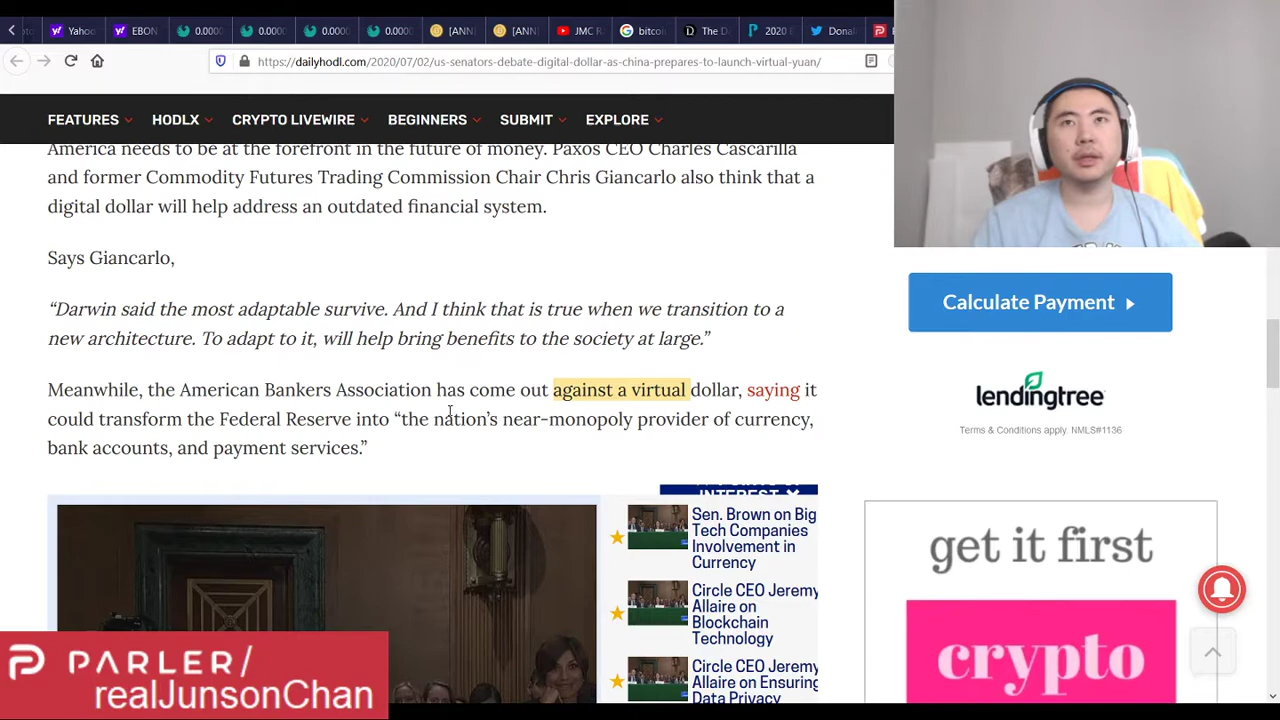 Yahoo
EBON
0.0000
0.0000
0.0000
0.0000
[ANN
[ANN
JMC R
bitcoi
The D
2020 E
Donal
https://dailyhodl.com/2020/07/02/us-senators-debate-digital-dollar-as-china-prepares-to-launch-virtual-yuan/
FEATURES HODLX CRYPTO LIVEWIRE BEGINNERS SUBMIT EXPLORE
America needs to be at the forefront in the future of money. Paxos CEO Charles Cascarilla
and former Commodity Futures Trading Commission Chair Chris Giancarlo also think that a
digital dollar will help address an outdated financial system.
Says Giancarlo,
“Darwin said the most adaptable survive. And I think that is true when we transition to a
new architecture. To adapt to it, will help bring benefits to the society at large.”
Meanwhile, the American Bankers Association has come out against a virtual dollar, saying it
could transform the Federal Reserve into “the nation’s near-monopoly provider of currency,
bank accounts, and payment services.”
INTEREST
Sen. Brown on Big
Tech Companies
Involvement in
Currency
Circle CEO Jeremy
Allaire on
Blockchain
Technology
Circle CEO Jeremy
Allaire on Ensuring
Data Privacy
Calculate Payment
lendingtree
Terms & Conditions apply. NMLS#1136
get it first
crypto
PARLER/
realJunsonChan